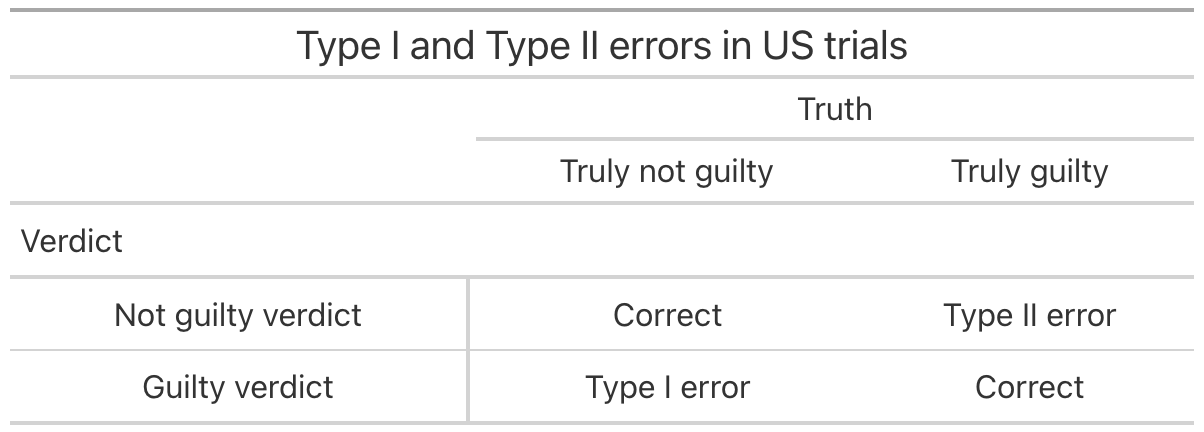 Type I and Type II errors in US trials
Truth
Truly not guilty Truly guilty
Verdict
Not guilty verdict Correct Type II error
Guilty verdict Type I error Correct